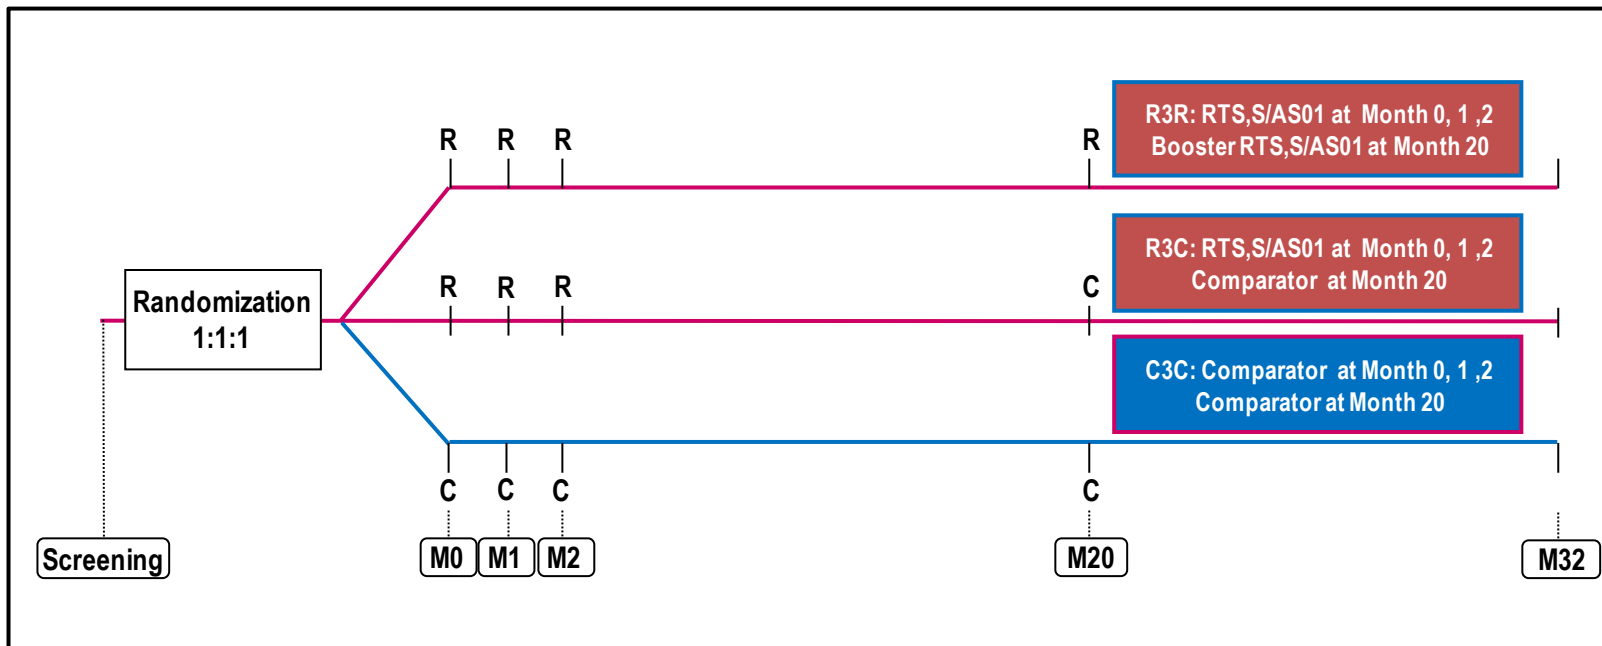 R3R: RTS,S/AS01 at Month 0, 1 ,2
Booster RTS,S/AS01 at Month 20
R R R R
R3C: RTS,S/AS01 at Month 0, 1 ,2
Comparator at Month 20
R R R C
Randomization
1:1:1
C3C: Comparator at Month 0, 1 ,2
Comparator at Month 20
C C C C
Screening M0 M1 M2 M20 M32